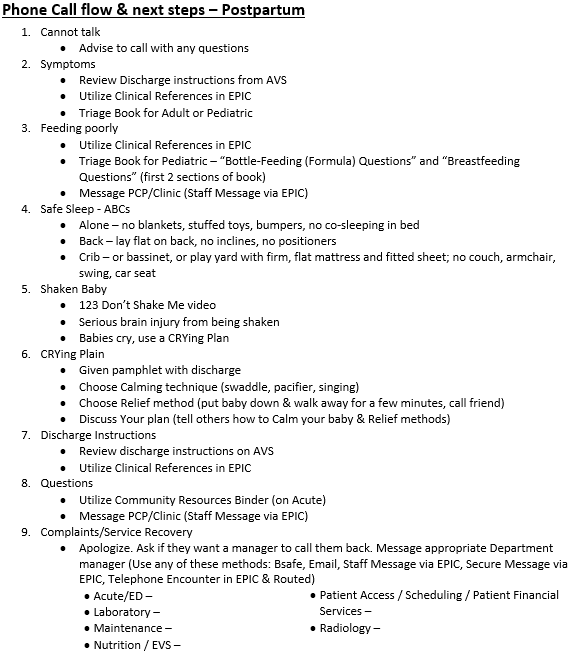 Phone Call flow & next steps – Postpartum
1. Cannot talk
• Advise to call with any questions
2. Symptoms
• Review Discharge instructions from AVS
• Utilize Clinical References in EPIC
• Triage Book for Adult or Pediatric
3. Feeding poorly
• Utilize Clinical References in EPIC
• Triage Book for Pediatric – “Bottle-Feeding (Formula) Questions” and “Breastfeeding
Questions” (first 2 sections of book)
• Message PCP/Clinic (Staff Message via EPIC)
4. Safe Sleep - ABCs
• Alone – no blankets, stuffed toys, bumpers, no co-sleeping in bed
• Back – lay flat on back, no inclines, no positioners
• Crib – or bassinet, or play yard with firm, flat mattress and fitted sheet; no couch, armchair,
swing, car seat
5. Shaken Baby
• 123 Don’t Shake Me video
• Serious brain injury from being shaken
• Babies cry, use a CRYing Plan
6. CRYing Plain
• Given pamphlet with discharge
• Choose Calming technique (swaddle, pacifier, singing)
• Choose Relief method (put baby down & walk away for a few minutes, call friend)
• Discuss Your plan (tell others how to Calm your baby & Relief methods)
7. Discharge Instructions
• Review discharge instructions on AVS
• Utilize Clinical References in EPIC
8. Questions
• Utilize Community Resources Binder (on Acute)
• Message PCP/Clinic (Staff Message via EPIC)
9. Complaints/Service Recovery
• Apologize. Ask if they want a manager to call them back. Message appropriate Department
manager (Use any of these methods: Bsafe, Email, Staff Message via EPIC, Secure Message via
EPIC, Telephone Encounter in EPIC & Routed)
• Acute/ED –
• Laboratory –
• Maintenance –
• Nutrition / EVS –
• Patient Access / Scheduling / Patient Financial
Services –
• Radiology –